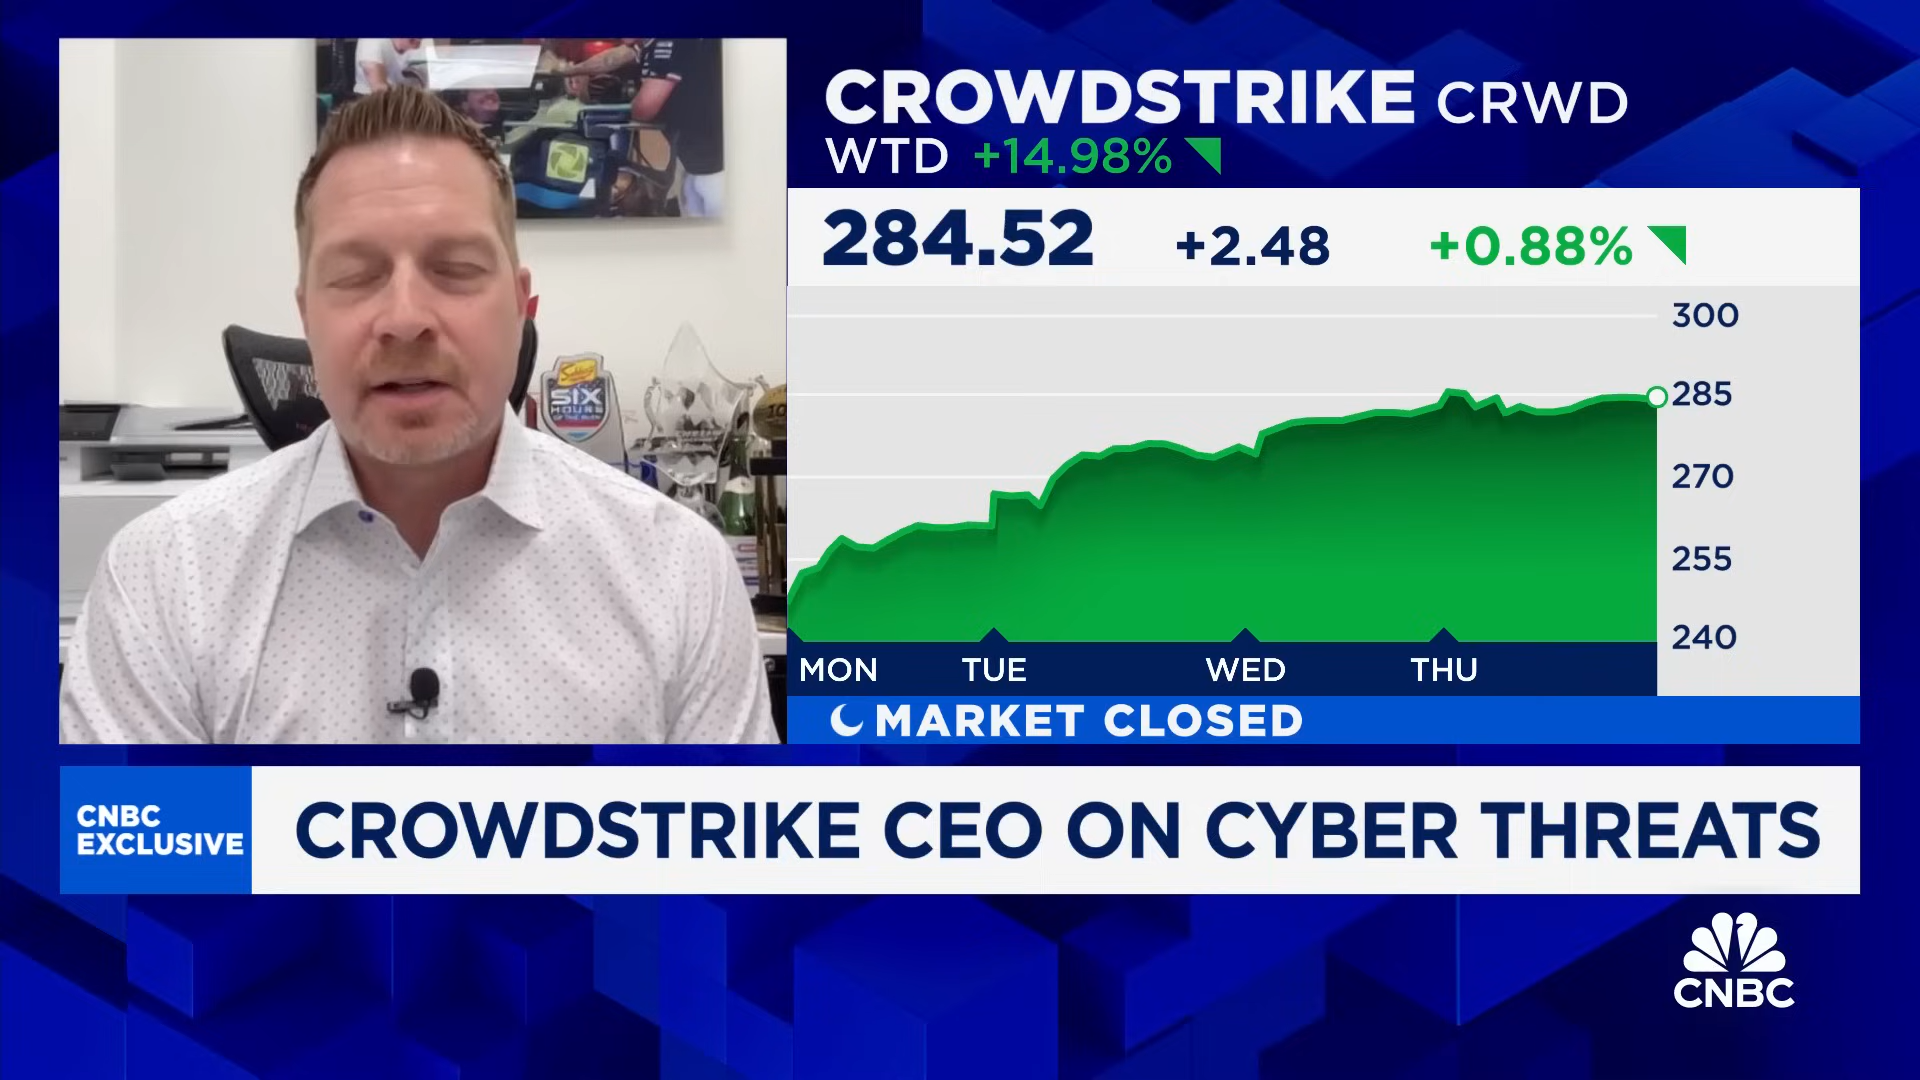 CROWDSTRIKE CRWD
WTD +14.98%
284.52 +2.48 +0.88%
300
285
270
255
240
MON TUE WED THU
MARKET CLOSED
SIX
HOURS
10
CNBC
EXCLUSIVE
CROWDSTRIKE CEO ON CYBER THREATS
CNBC